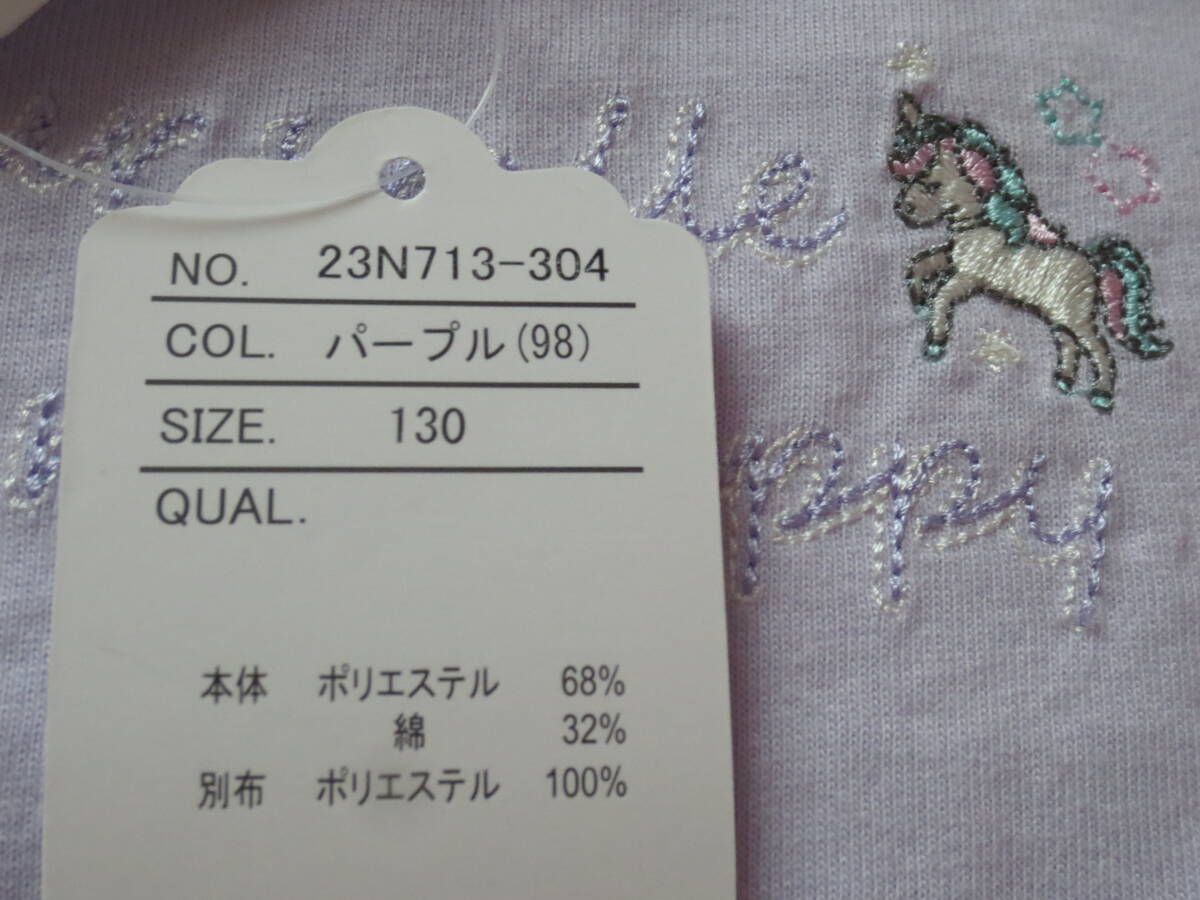 NO. 23N713-304
COL. パープル(98)
SIZE. 130
QUAL.
本体 ポリエステル 68%
綿 32%
別布 ポリエステル 100%